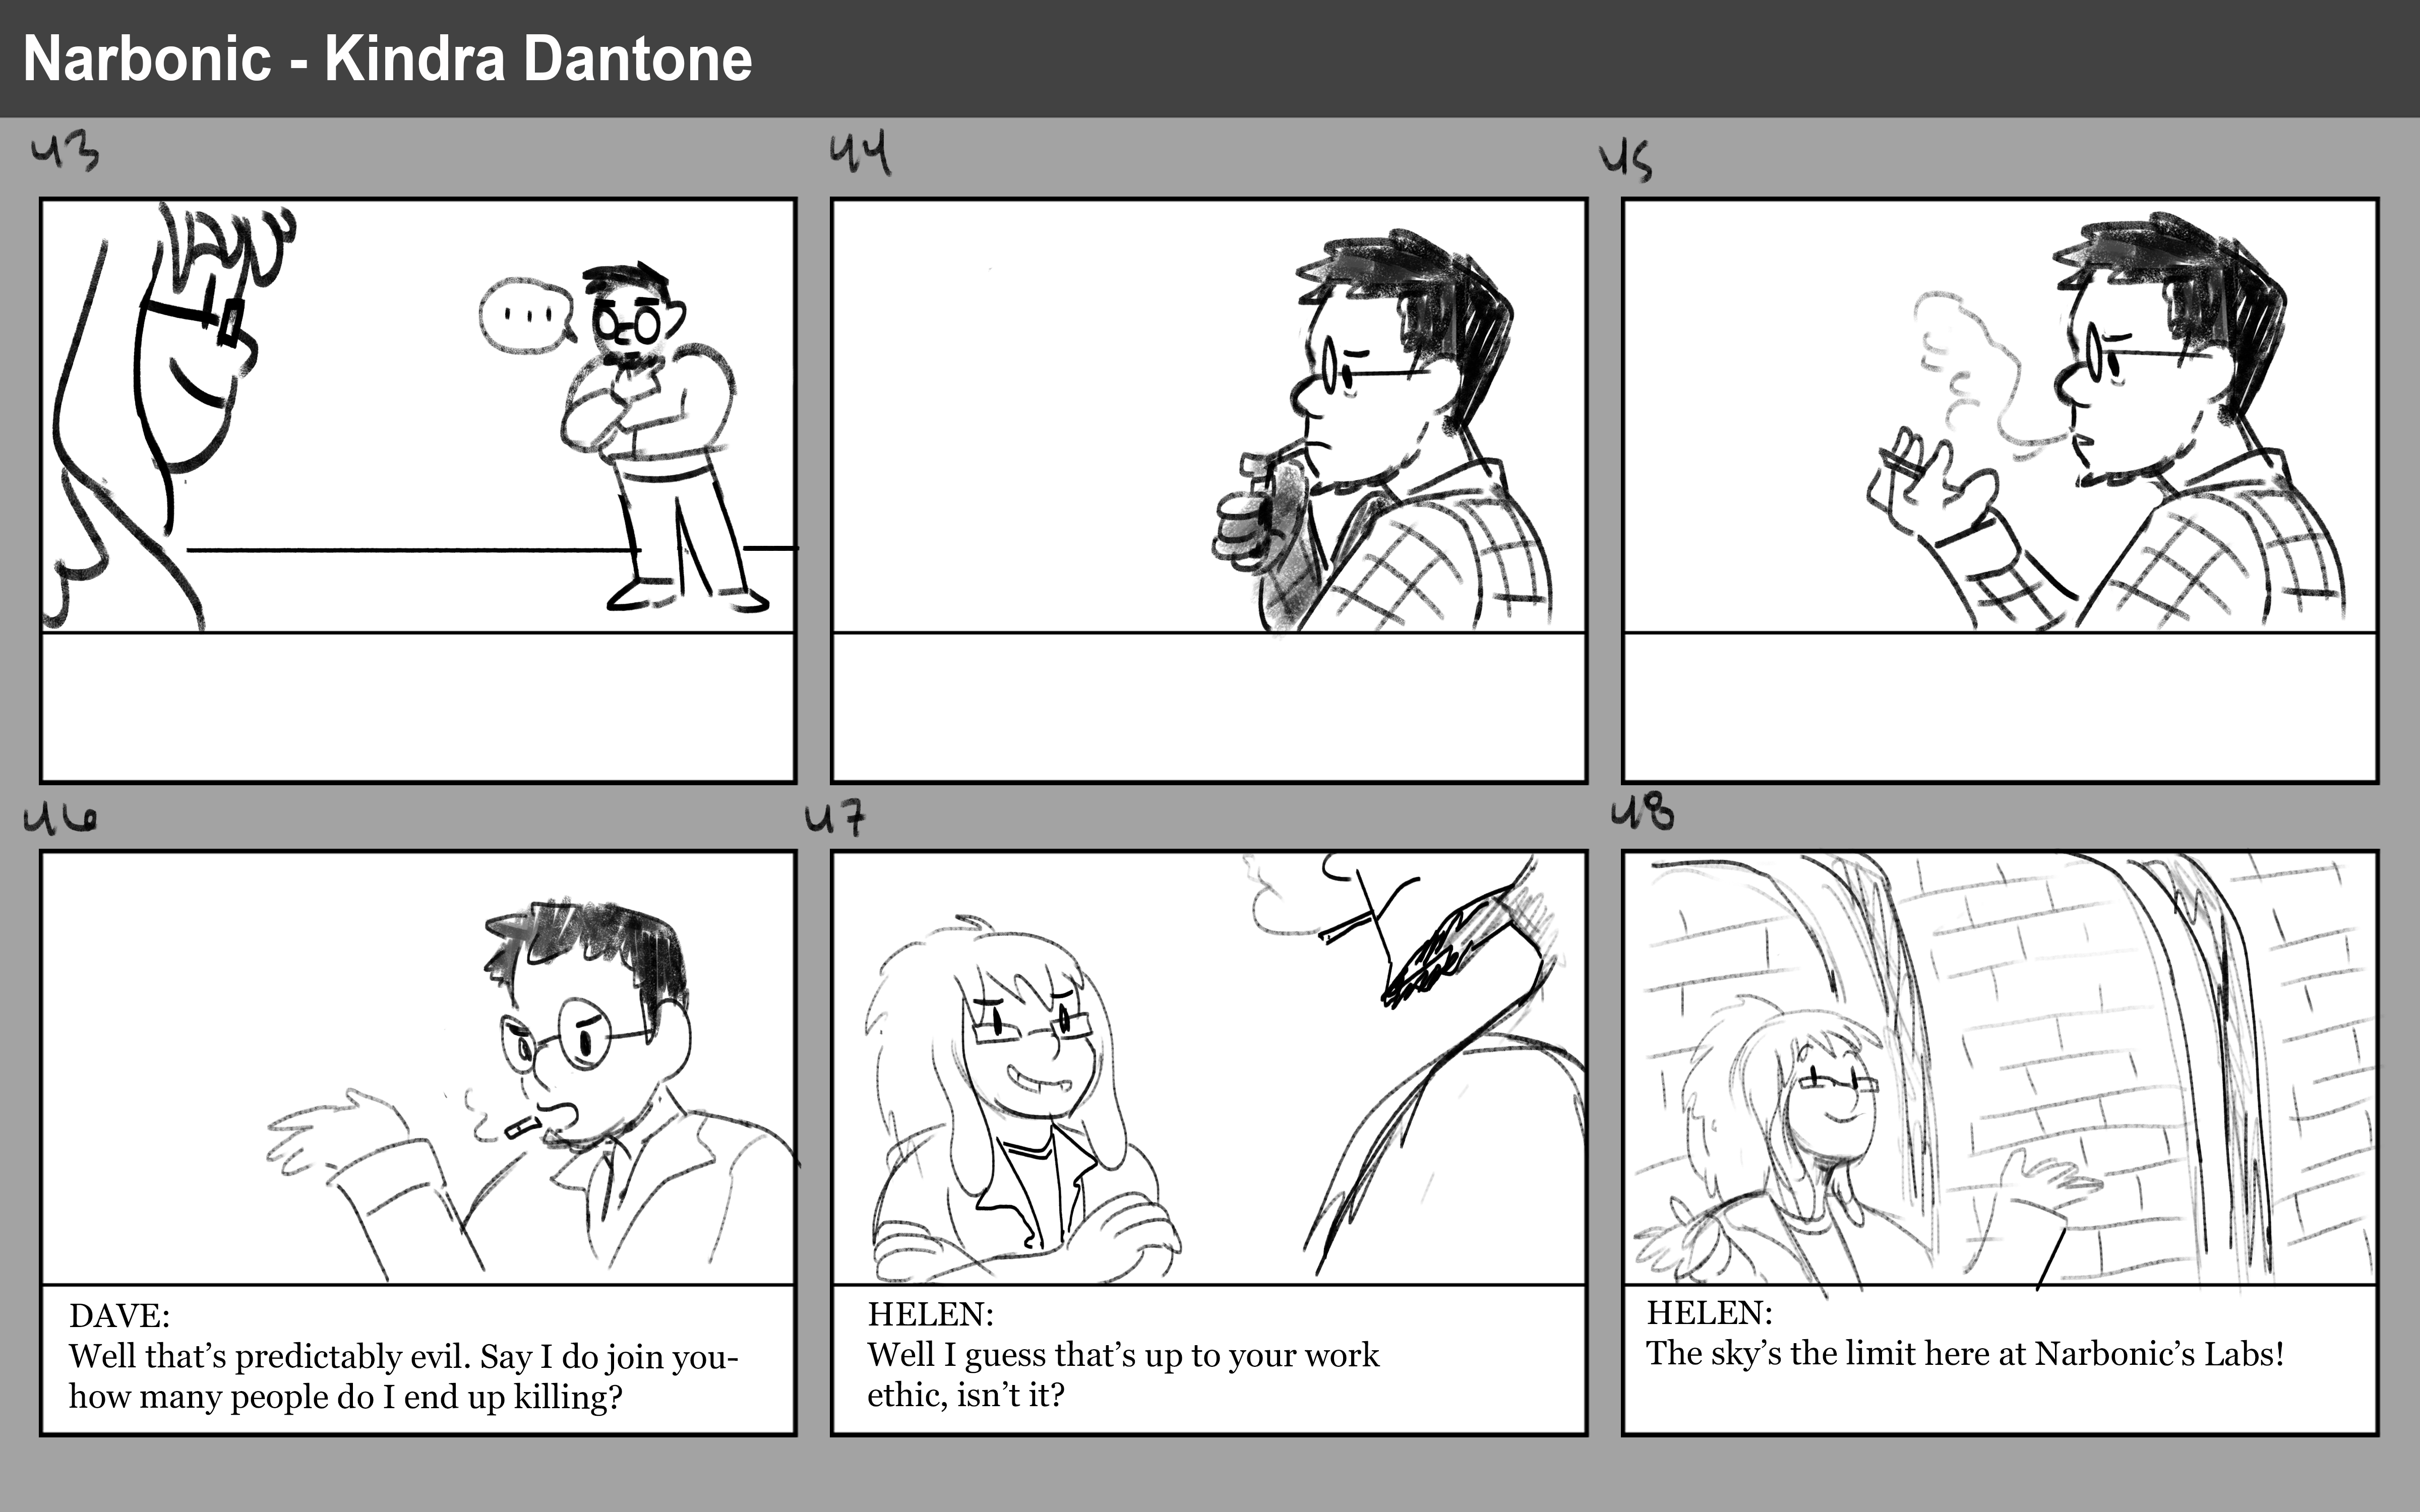 Narbonic - Kindra Dantone
43
44
45
...
46
47
48
DAVE:
Well that’s predictably evil. Say I do join you-
how many people do I end up killing?
HELEN:
Well I guess that’s up to your work
ethic, isn’t it?
HELEN:
The sky’s the limit here at Narbonic’s Labs!